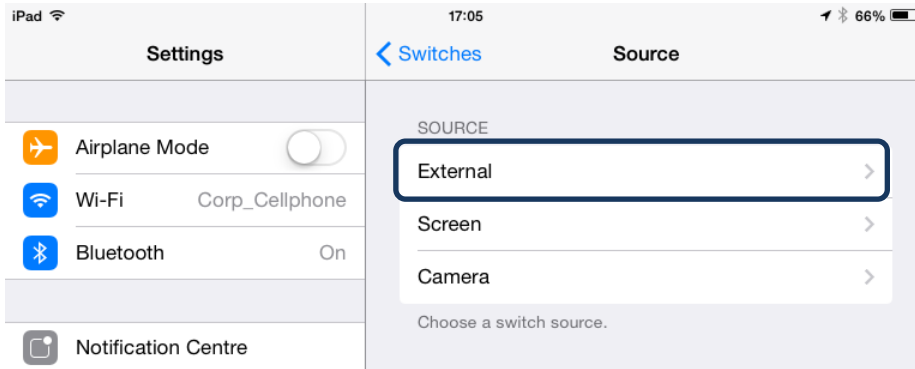 iPad 17:05 66%
Settings
Switches Source
Airplane Mode
Wi-Fi Corp_Cellphone
Bluetooth On
Notification Centre
SOURCE
External
Screen
Camera
Choose a switch source.